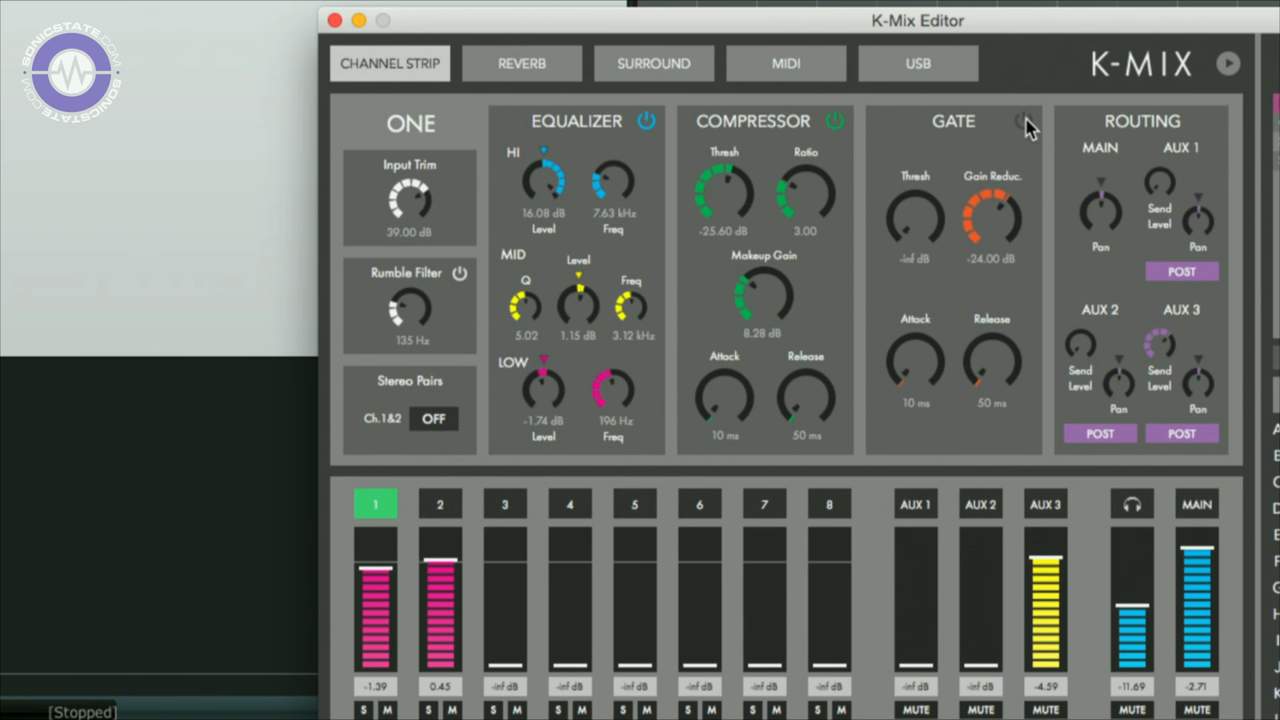 SONICSTATE.COM
SONICSTATE.COM
K-Mix Editor
CHANNEL STRIP REVERB SURROUND MIDI USB K-MIX
ONE EQUALIZER COMPRESSOR GATE ROUTING
Input Trim
39.00 dB
Rumble Filter
135 Hz
Stereo Pairs
Ch.1&2 OFF
HI
16.08 dB 7.63 kHz
Level Freq
MID
Q Level Freq
5.02 1.15 dB 3.12 kHz
LOW
-1.74 dB 196 Hz
Level Freq
Thresh Ratio
-25.60 dB 3.00
Makeup Gain
8.28 dB
Attack Release
10 ms 50 ms
Thresh Gain Reduc.
-inf dB -24.00 dB
Attack Release
10 ms 50 ms
MAIN AUX 1
Send
Level
Pan Pan
POST
AUX 2 AUX 3
Send Send
Level Level
Pan Pan
POST POST
1 2 3 4 5 6 7 8 AUX 1 AUX 2 AUX 3 MAIN
-1.39 0.45 -inf dB -inf dB -inf dB -inf dB -inf dB -inf dB -inf dB -inf dB -4.59 -11.69 -2.71
S M S M S M S M S M S M S M S M MUTE MUTE MUTE MUTE MUTE
[Stopped]